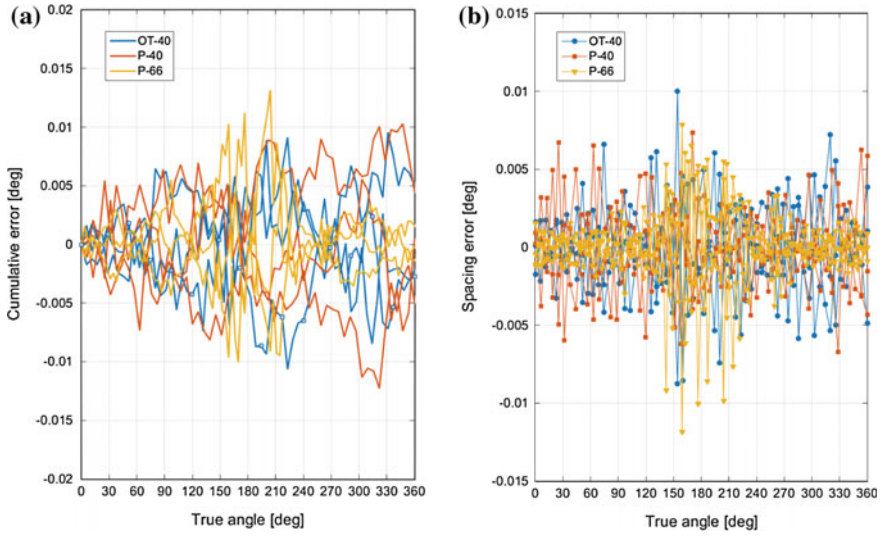 (a)
0.02
0.015
0.01
0.005
0
-0.005
-0.01
-0.015
-0.02
Cumulative error [deg]
OT-40
P-40
P-66
0 30 60 90 120 150 180 210 240 270 300 330 360
True angle [deg]
(b)
0.015
0.01
0.005
0
-0.005
-0.01
-0.015
Spacing error [deg]
OT-40
P-40
P-66
0 30 60 90 120 150 180 210 240 270 300 330 360
True angle [deg]